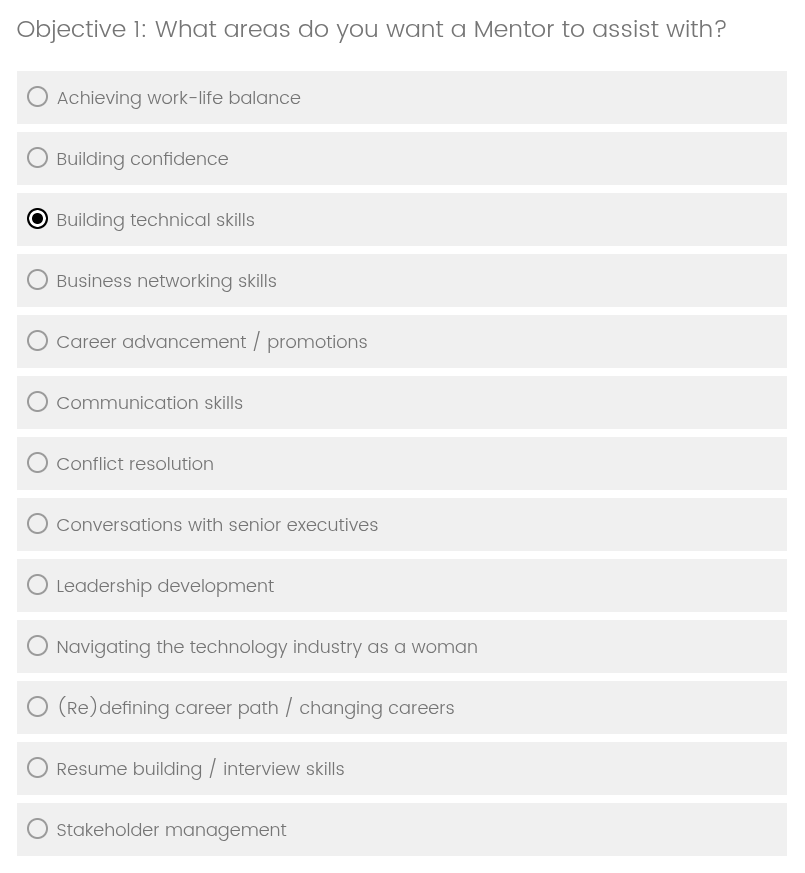 Objective 1: What areas do you want a Mentor to assist with?
Achieving work-life balance
Building confidence
Building technical skills
Business networking skills
Career advancement / promotions
Communication skills
Conflict resolution
Conversations with senior executives
Leadership development
Navigating the technology industry as a woman
(Re)defining career path / changing careers
Resume building / interview skills
Stakeholder management